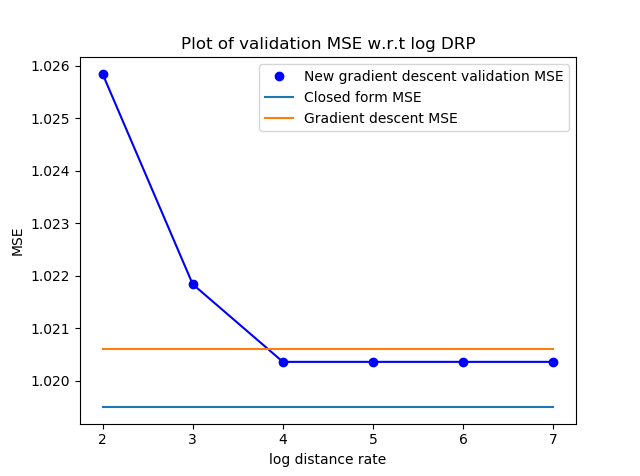 Plot of validation MSE w.r.t log DRP
New gradient descent validation MSE
Closed form MSE
Gradient descent MSE
1.026
1.025
1.024
1.023
1.022
1.021
1.020
MSE
2 3 4 5 6 7
log distance rate